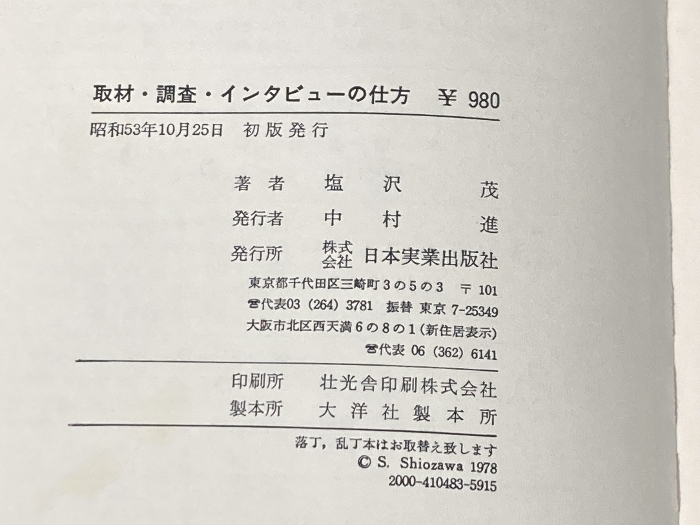 取材・調査・インタビューの仕方 ¥ 980
昭和53年10月25日 初版発行
著者 塩沢茂
発行者 中村進
発行所 株式会社 日本実業出版社
東京都千代田区三崎町3の5の3 〒101
☎代表03 (264) 3781 振替 東京 7-25349
大阪市北区西天満6の8の1 (新住居表示)
☎代表 06 (362) 6141
印刷所 壮光舎印刷株式会社
製本所 大洋社製本所
落丁，乱丁本はお取替え致します
© S. Shiozawa 1978
2000-410483-5915